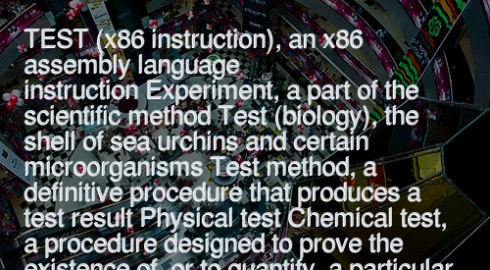 TEST (x86 instruction), an x86
assembly language
instruction Experiment, a part of the
scientific method Test (biology), the
shell of sea urchins and certain
microorganisms Test method, a
definitive procedure that produces a
test result Physical test Chemical test,
a procedure designed to prove the
existence of, or to quantify, a particular